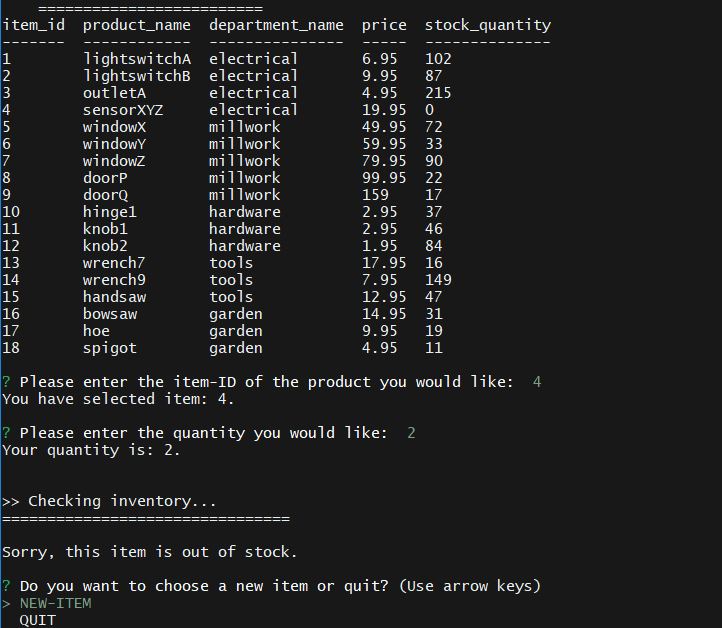 =========================
item_id  product_name  department_name  price  stock_quantity
-------  ------------  ---------------  -----  --------------
1        lightswitchA  electrical       6.95   102
2        lightswitchB  electrical       9.95   87
3        outletA       electrical       4.95   215
4        sensorXYZ     electrical       19.95  0
5        windowX       millwork         49.95  72
6        windowY       millwork         59.95  33
7        windowZ       millwork         79.95  90
8        doorP         millwork         99.95  22
9        doorQ         millwork         159    17
10       hinge1        hardware         2.95   37
11       knob1         hardware         2.95   46
12       knob2         hardware         1.95   84
13       wrench7       tools            17.95  16
14       wrench9       tools            7.95   149
15       handsaw       tools            12.95  47
16       bowsaw        garden           14.95  31
17       hoe           garden           9.95   19
18       spigot        garden           4.95   11
? Please enter the item-ID of the product you would like:  4
You have selected item: 4.
? Please enter the quantity you would like:  2
Your quantity is: 2.
>> Checking inventory...
================================
Sorry, this item is out of stock.
? Do you want to choose a new item or quit? (Use arrow keys)
> NEW-ITEM
  QUIT